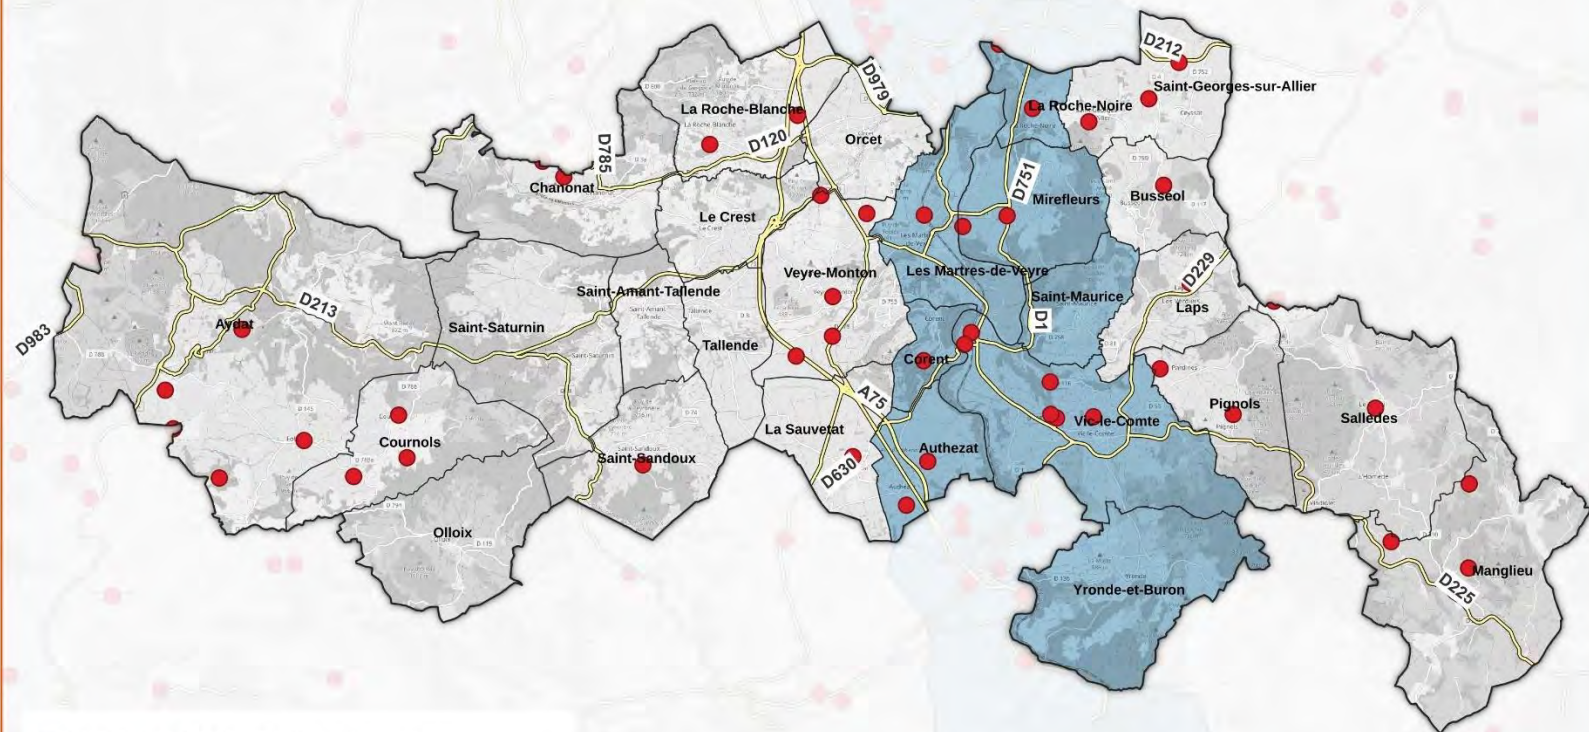 D212
D979
Saint-Georges-sur-Allier
La Roche-Noire
La Roche-Blanche
D120
Orcet
D785
Chanonat
D751
Mirefleurs
Busséol
Le Crest
Veyre-Monton
Les Martres-de-Veyre
D229
Saint-Amant-Tallende
Saint-Maurice
Laps
D213
Aydat
Saint-Saturnin
D983
Tallende
D1
Corent
A75
Pignols
Sallèdes
Vic-le-Comte
La Sauvetat
Cournols
Authezat
Saint-Sandoux
D630
Olloix
Manglieu
Yronde-et-Buron
D225